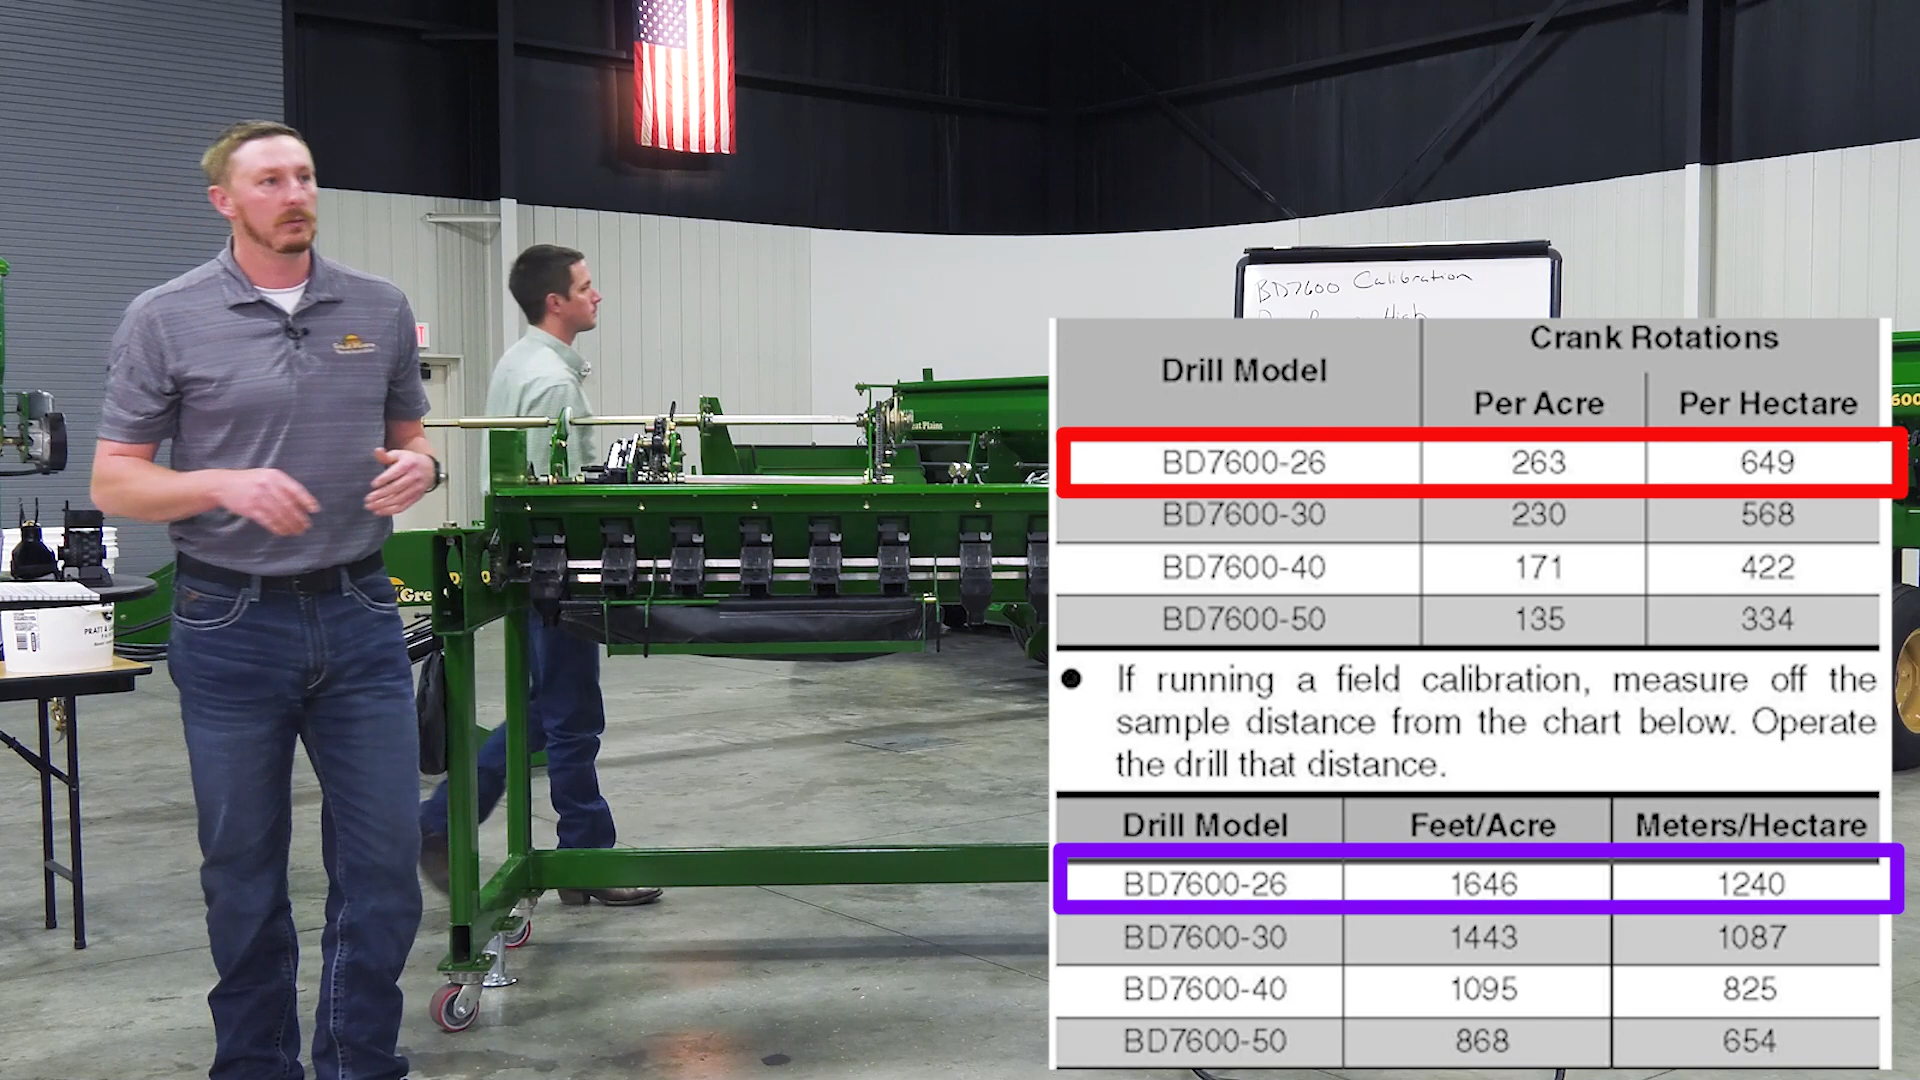 BD7600 Calibration
Crank Rotations
Drill Model
Per Acre Per Hectare
BD7600-26 263 649
BD7600-30 230 568
BD7600-40 171 422
BD7600-50 135 334
● If running a field calibration, measure off the
sample distance from the chart below. Operate
the drill that distance.
Drill Model Feet/Acre Meters/Hectare
BD7600-26 1646 1240
BD7600-30 1443 1087
BD7600-40 1095 825
BD7600-50 868 654
PRATT &